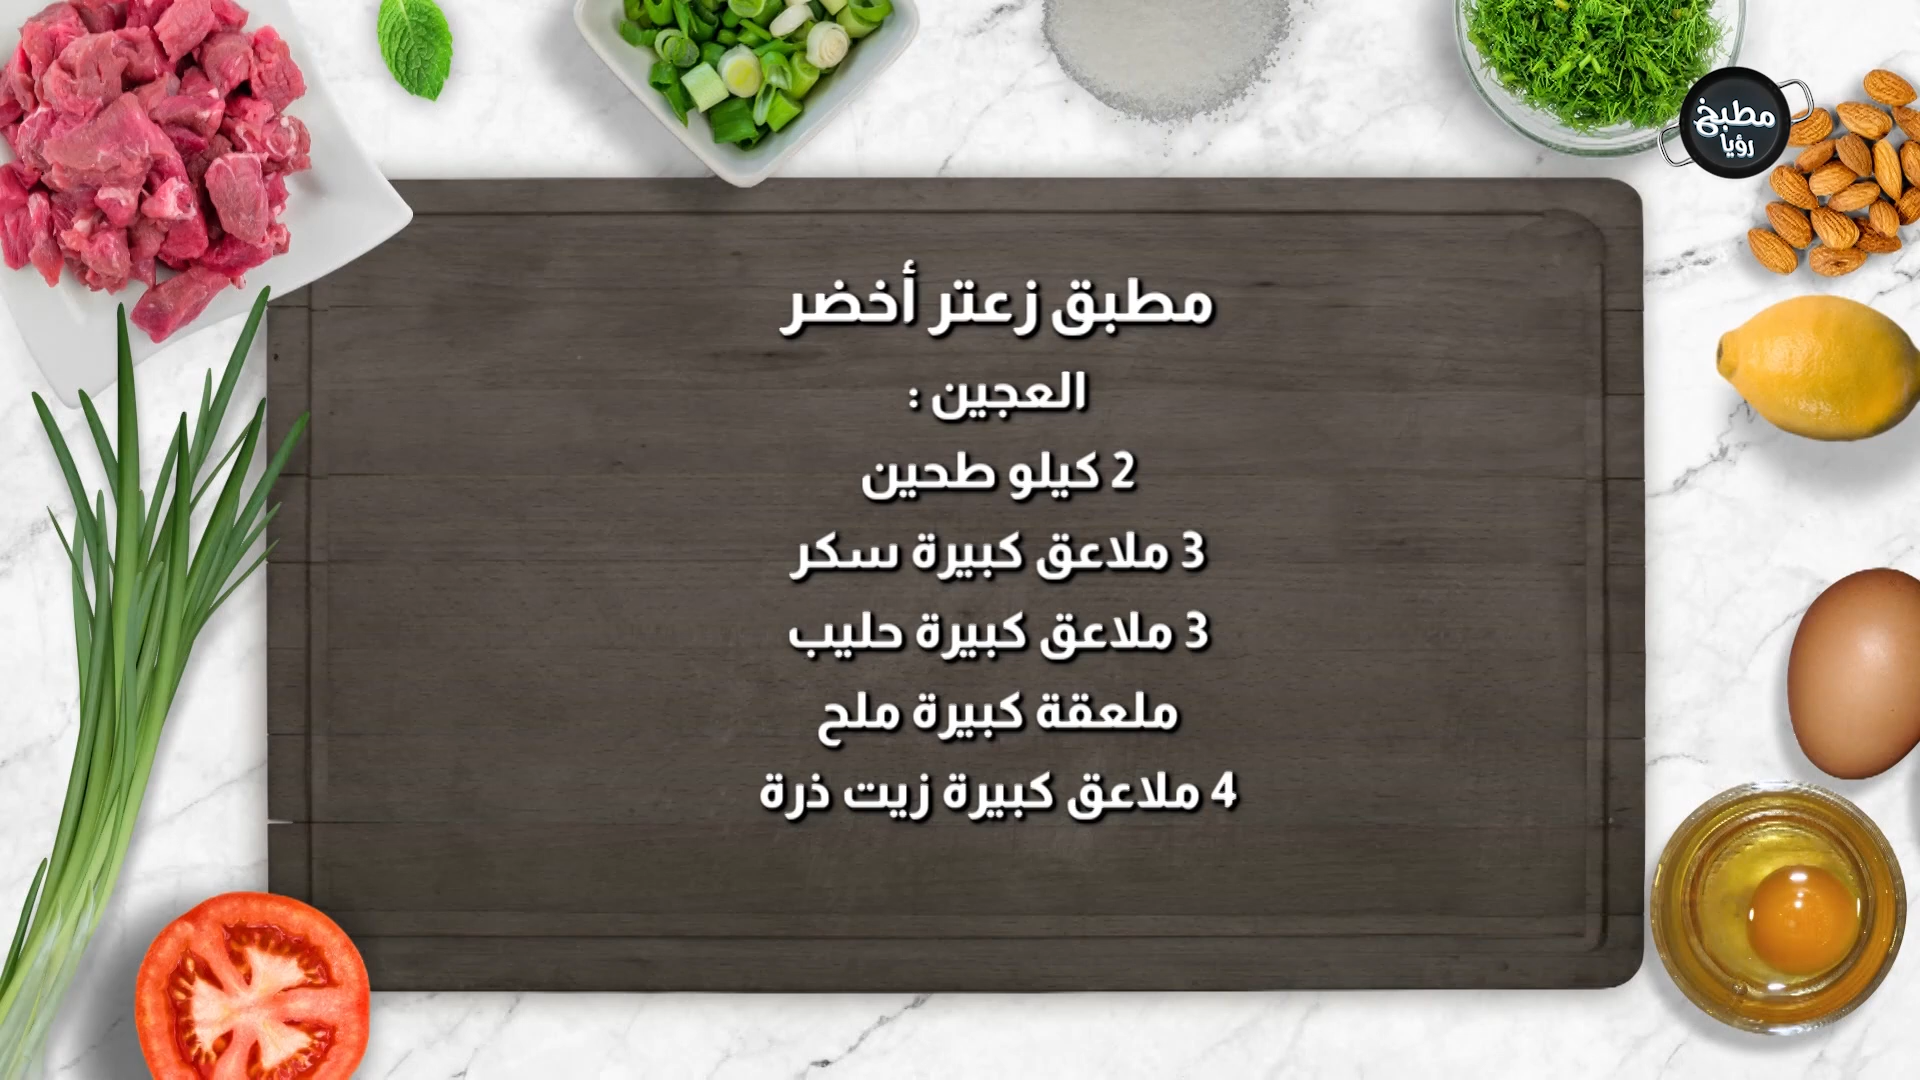 مطبخ
رؤيا
مطبق زعتر أخضر
العجين :
2 كيلو طحين
3 ملاعق كبيرة سكر
3 ملاعق كبيرة حليب
ملعقة كبيرة ملح
4 ملاعق كبيرة زيت ذرة